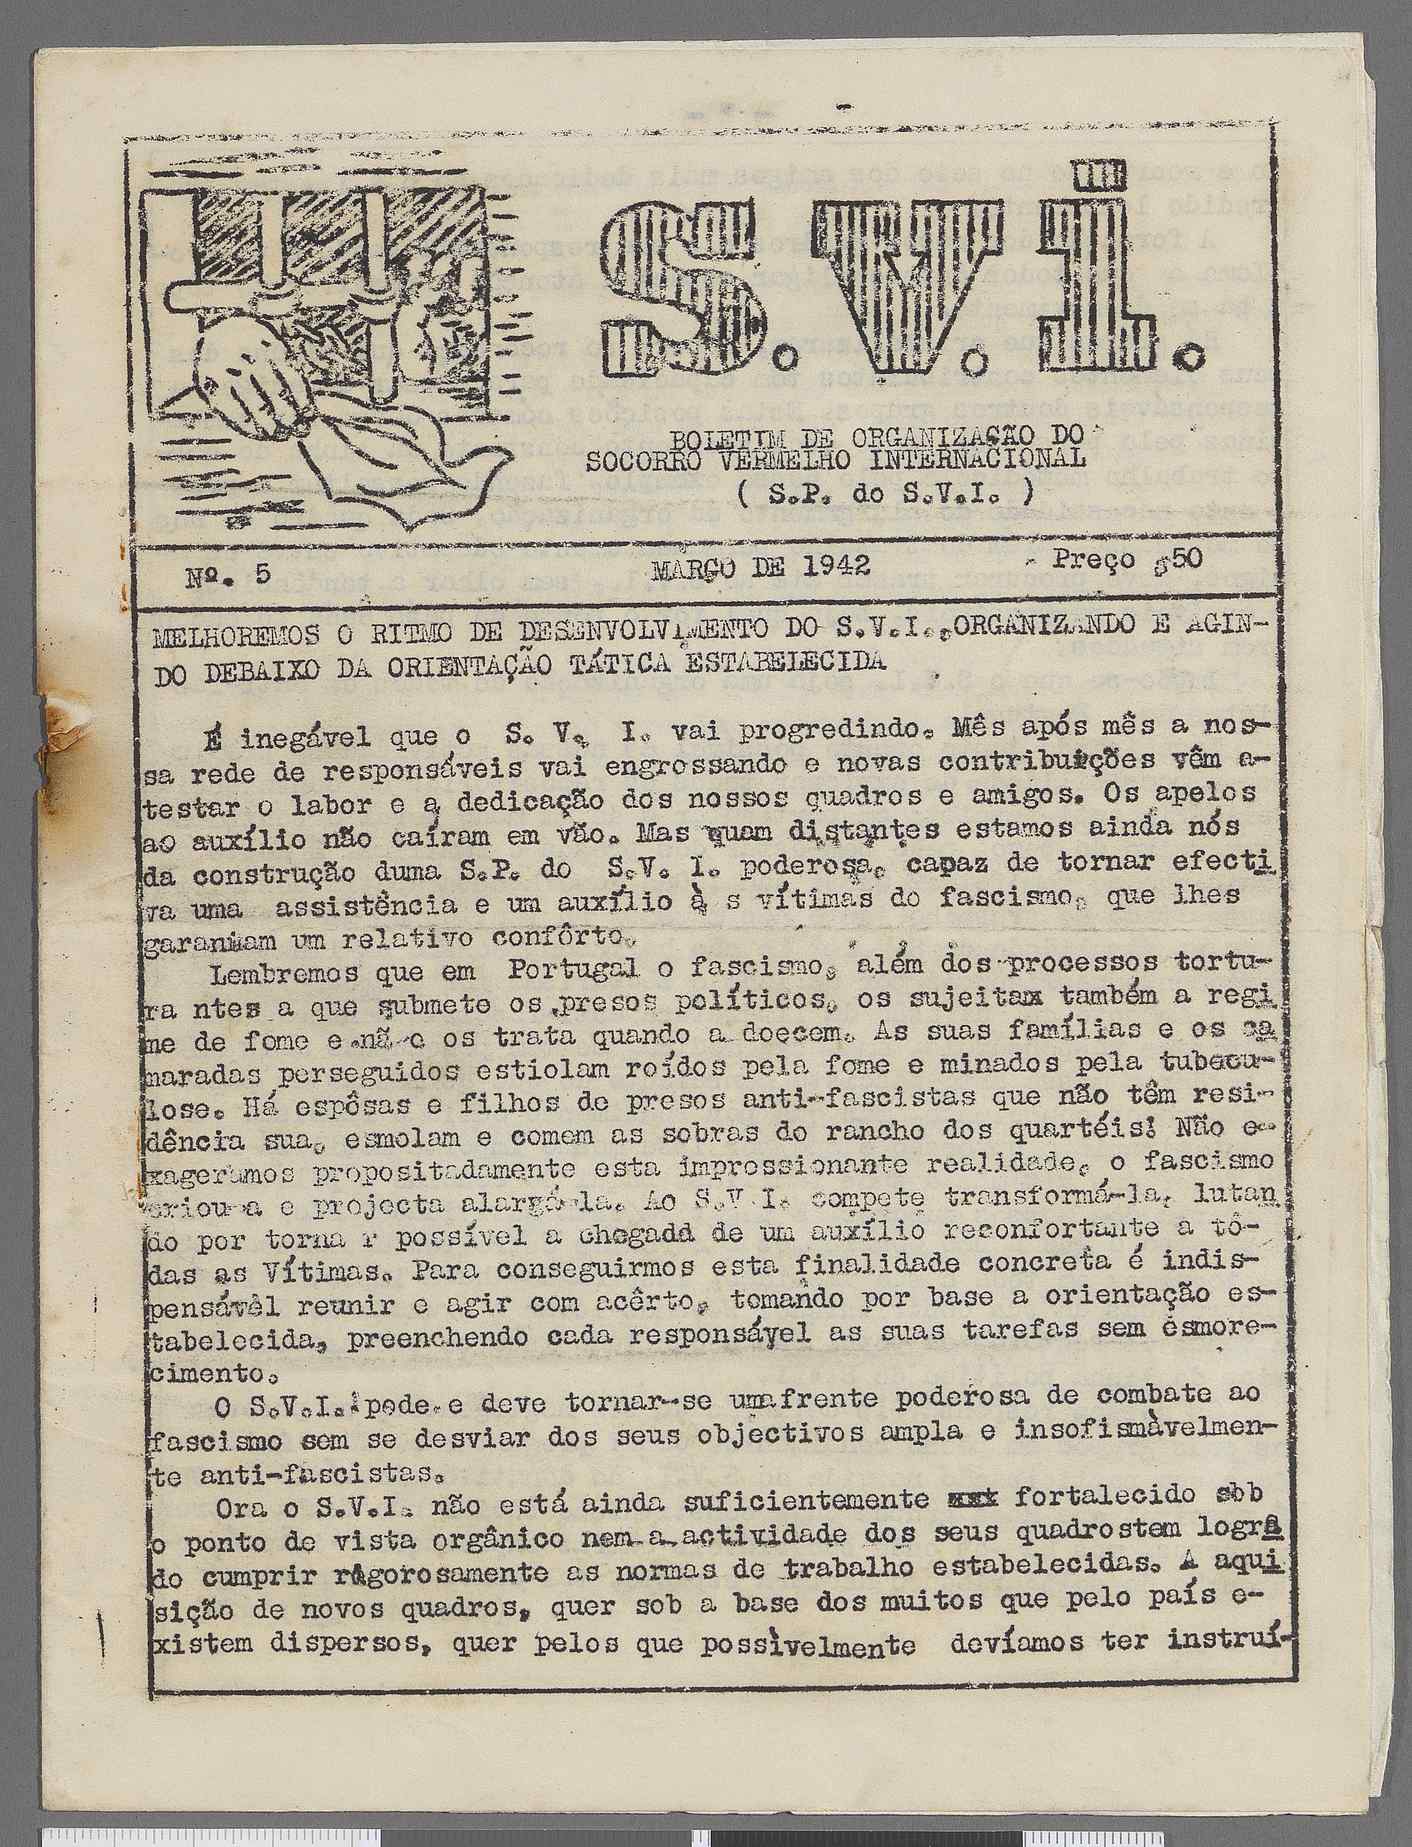 S.V.I.
BOLETIM DE ORGANIZAÇÃO DO
SOCORRO VERMELHO INTERNACIONAL
( S.P. do S.V.I. )
Nº. 5 MARÇO DE 1942 Preço $50
MELHOREMOS O RITMO DE DESENVOLVIMENTO DO S.V.I., ORGANIZANDO E AGIN-
DO DEBAIXO DA ORIENTAÇÃO TÁTICA ESTABELECIDA
É inegável que o S. V. I. vai progredindo. Mês após mês a nos-
sa rede de responsáveis vai engrossando e novas contribuições vêm a-
testar o labor e a dedicação dos nossos quadros e amigos. Os apelos
ao auxílio não caíram em vão. Mas quam distantes estamos ainda nós
da construção duma S.P. do S.V. I. poderosa, capaz de tornar efecti
va uma assistência e um auxílio à s vítimas do fascismo, que lhes
garantam um relativo confôrto.
Lembremos que em Portugal o fascismo, além dos processos tortu-
ra ntes a que submete os presos políticos, os sujeitax também a regi
me de fome e nã o os trata quando a doecem. As suas famílias e os ca
maradas perseguidos estiolam roídos pela fome e minados pela tubecu-
lose. Há espôsas e filhos de presos anti-fascistas que não têm resi-
dência sua, esmolam e comem as sobras do rancho dos quartéis! Não e-
xageramos propositadamente esta impressionante realidade, o fascismo
criou-a e projecta alargá-la. Ao S.V.I. compete transformá-la, lutan
do por torna r possível a chegada de um auxílio reconfortante a tô-
das as Vítimas. Para conseguirmos esta finalidade concreta é indis-
pensável reunir e agir com acêrto, tomando por base a orientação es-
tabelecida, preenchendo cada responsável as suas tarefas sem esmore-
cimento.
O S.V.I. pode e deve tornar-se umafrente poderosa de combate ao
fascismo sem se desviar dos seus objectivos ampla e insofismàvelmen-
te anti-fascistas.
Ora o S.V.I. não está ainda suficientemente xxx fortalecido sob
o ponto de vista orgânico nem a actividade dos seus quadrostem logra
do cumprir rigorosamente as normas de trabalho estabelecidas. A aqui
sição de novos quadros, quer sob a base dos muitos que pelo país e-
xistem dispersos, quer pelos que possìvelmente devíamos ter instruí-